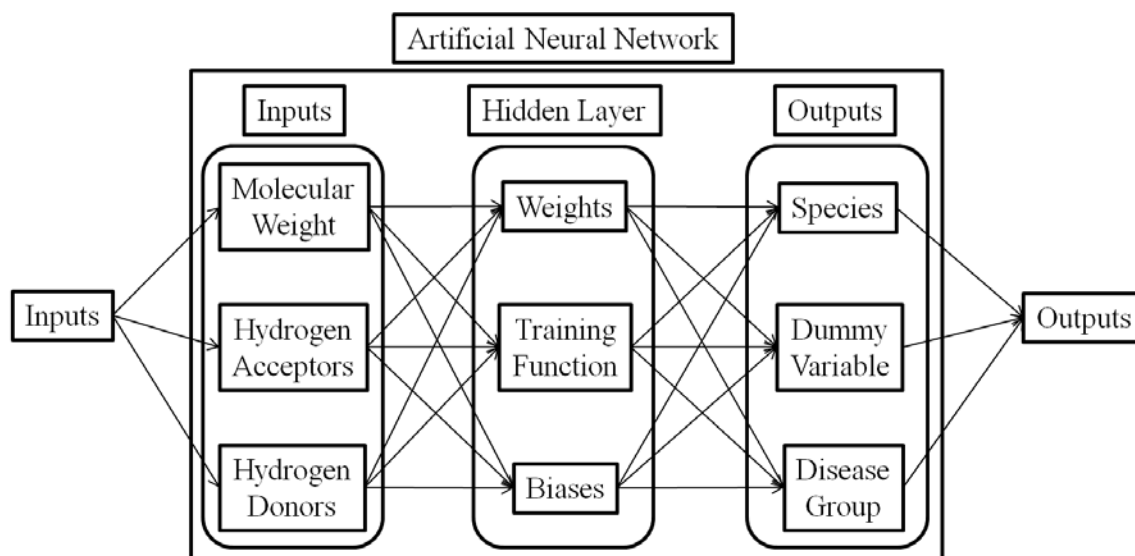 Artificial Neural Network
Inputs
Hidden Layer
Outputs
Molecular
Weight
Weights
Species
Inputs
Hydrogen
Acceptors
Training
Function
Dummy
Variable
Outputs
Hydrogen
Donors
Biases
Disease
Group